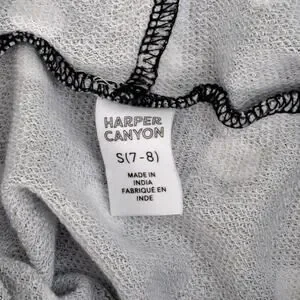 HARPER
CANYON
S(7-8)
MADE IN
INDIA
FABRIQUÉ EN
INDE